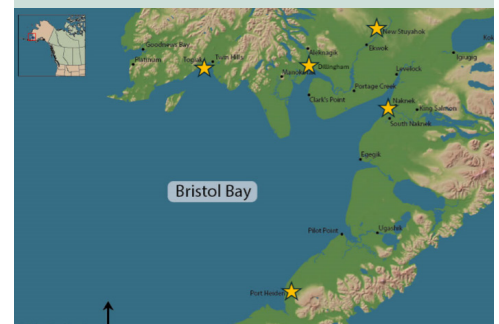 New Stuyahok
Goodnews Bay
Ekwok
Aleknagik
Twin Hills
Togiak
Platinum
Igiugig
Dillingham
Levelock
Manokotak
Portage Creek
Clark's Point
Naknek
King Salmon
South Naknek
Egegik
Bristol Bay
Pilot Point
Ugashik
Port Heiden